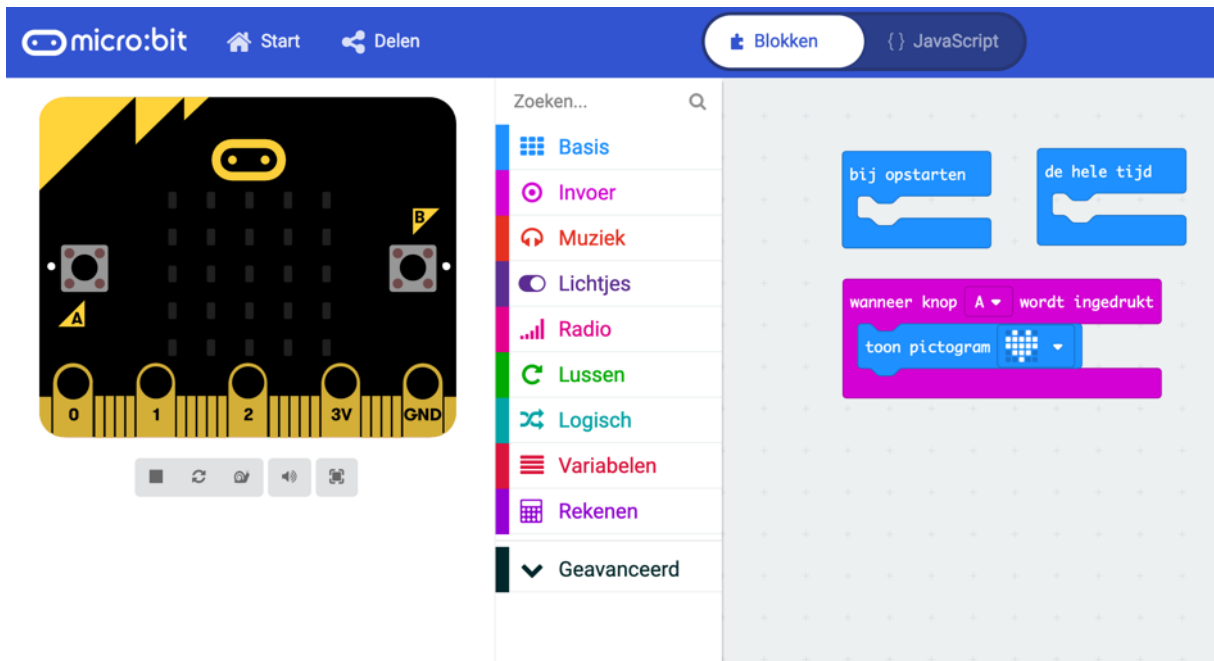 micro:bit Start Delen Blokken {} JavaScript
Zoeken...
Basis
Invoer
Muziek
Lichtjes
Radio
Lussen
Logisch
Variabelen
Rekenen
Geavanceerd
B
A
0 1 2 3V GND
bij opstarten
de hele tijd
wanneer knop A wordt ingedrukt
toon pictogram